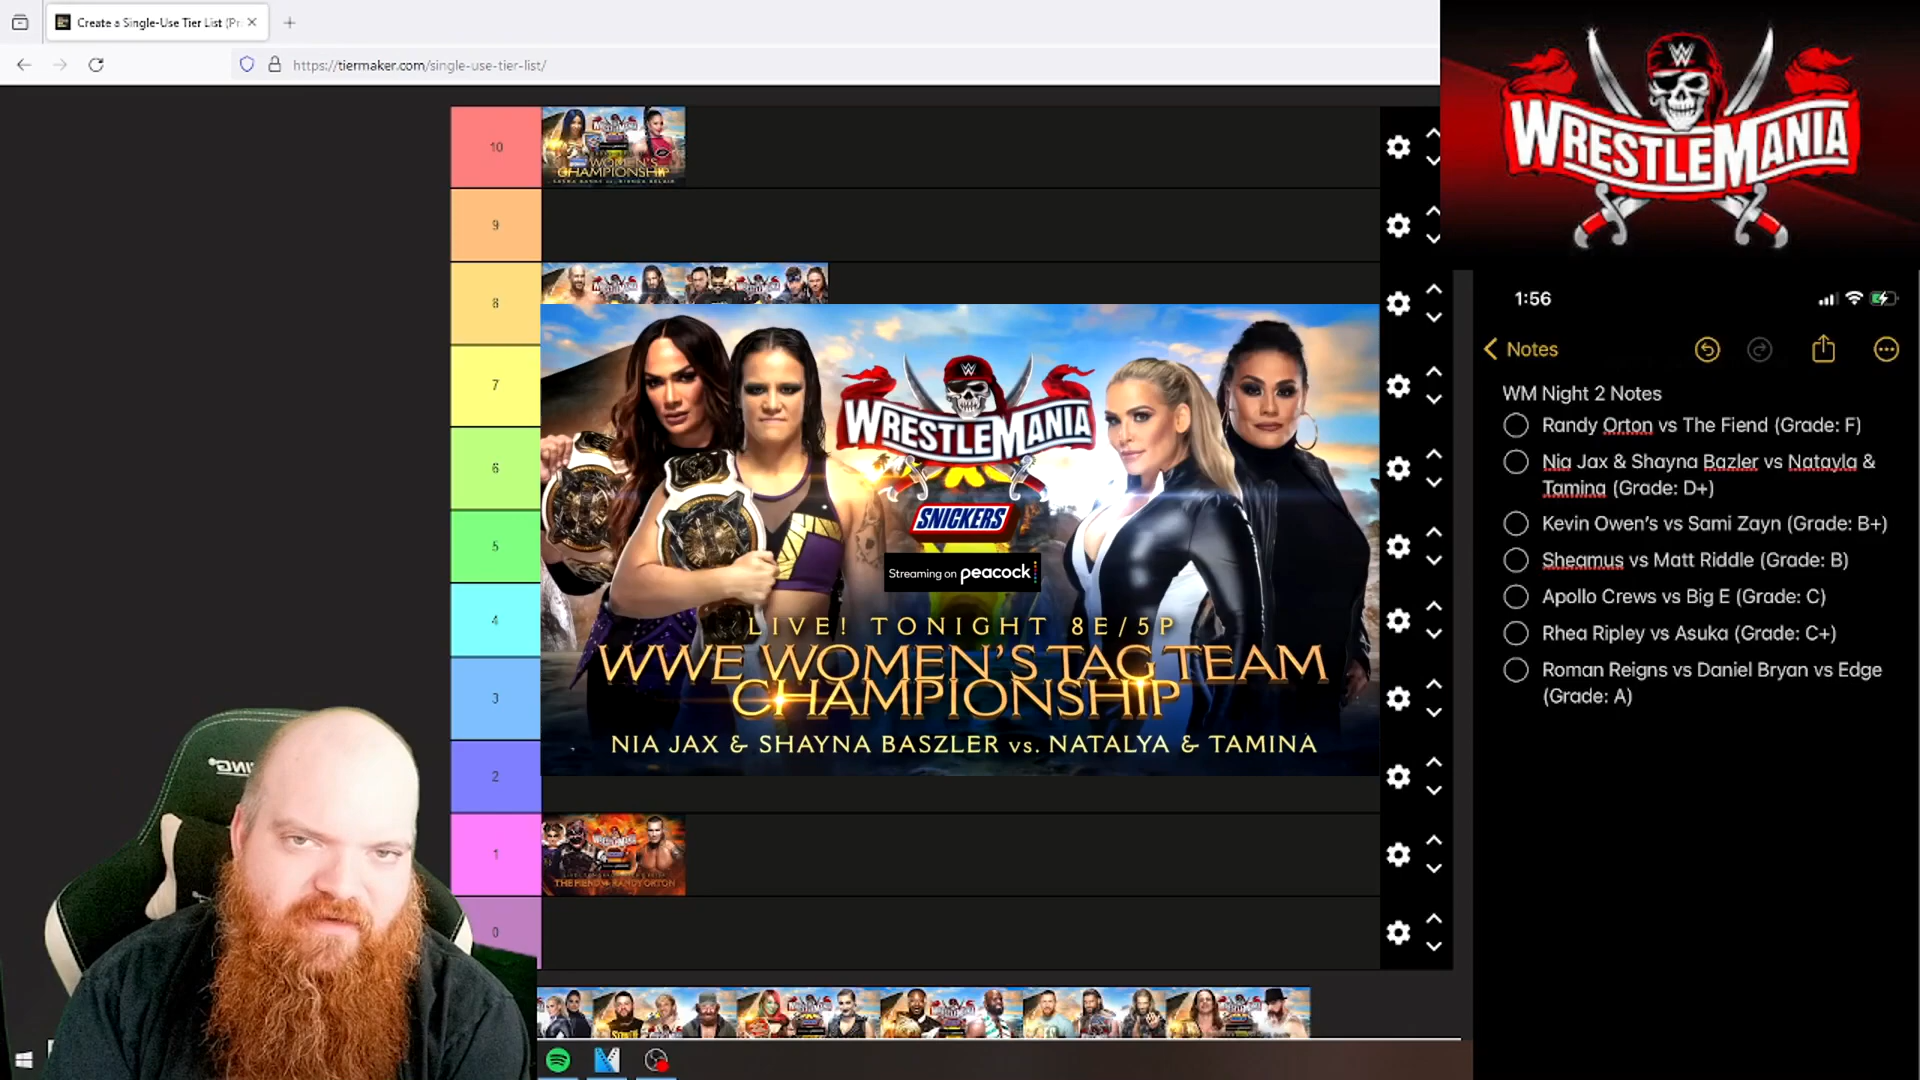 Create a Single-Use Tier List (Pr
https://tiermaker.com/single-use-tier-list/
10
WOMEN'S
CHAMPIONSHIP
9
8
7
6
5
4
3
2
1
0
WRESTLEMANIA
SNICKERS
Streaming on peacock
LIVE! TONIGHT 8E/5P
WWE WOMEN'S TAG TEAM
CHAMPIONSHIP
NIA JAX & SHAYNA BASZLER vs. NATALYA & TAMINA
THE FIEND vs RANDY ORTON
W
WRESTLEMANIA
1:56
Notes
WM Night 2 Notes
Randy Orton vs The Fiend (Grade: F)
Nia Jax & Shayna Bazler vs Natayla &
Tamina (Grade: D+)
Kevin Owen's vs Sami Zayn (Grade: B+)
Sheamus vs Matt Riddle (Grade: B)
Apollo Crews vs Big E (Grade: C)
Rhea Ripley vs Asuka (Grade: C+)
Roman Reigns vs Daniel Bryan vs Edge
(Grade: A)